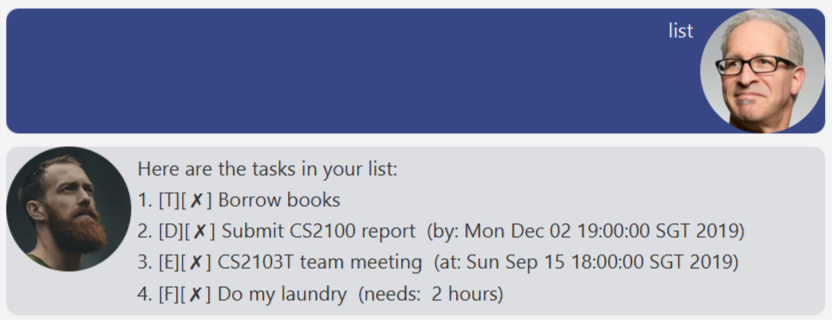 list
Here are the tasks in your list:
1. [T][✗] Borrow books
2. [D][✗] Submit CS2100 report  (by: Mon Dec 02 19:00:00 SGT 2019)
3. [E][✗] CS2103T team meeting  (at: Sun Sep 15 18:00:00 SGT 2019)
4. [F][✗] Do my laundry  (needs:  2 hours)